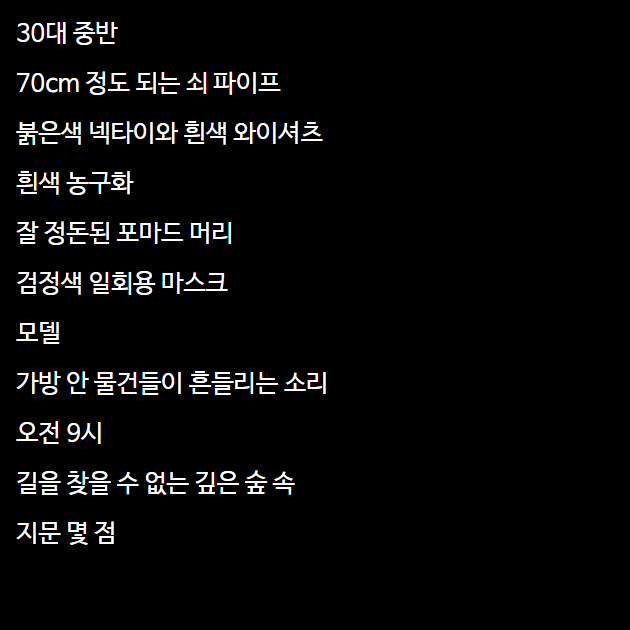 30대 중반
70cm 정도 되는 쇠 파이프
붉은색 넥타이와 흰색 와이셔츠
흰색 농구화
잘 정돈된 포마드 머리
검정색 일회용 마스크
모델
가방 안 물건들이 흔들리는 소리
오전 9시
길을 찾을 수 없는 깊은 숲 속
지문 몇 점